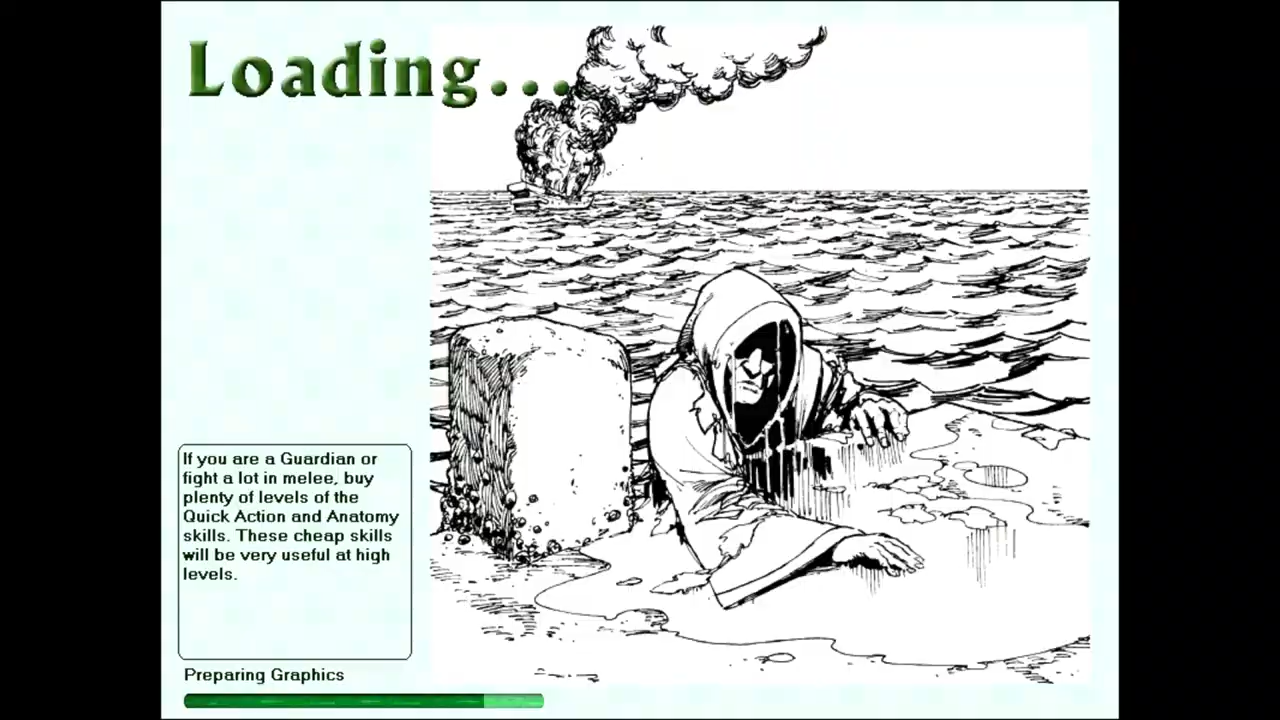 Loading...
If you are a Guardian or
fight a lot in melee, buy
plenty of levels of the
Quick Action and Anatomy
skills. These cheap skills
will be very useful at high
levels.
Preparing Graphics